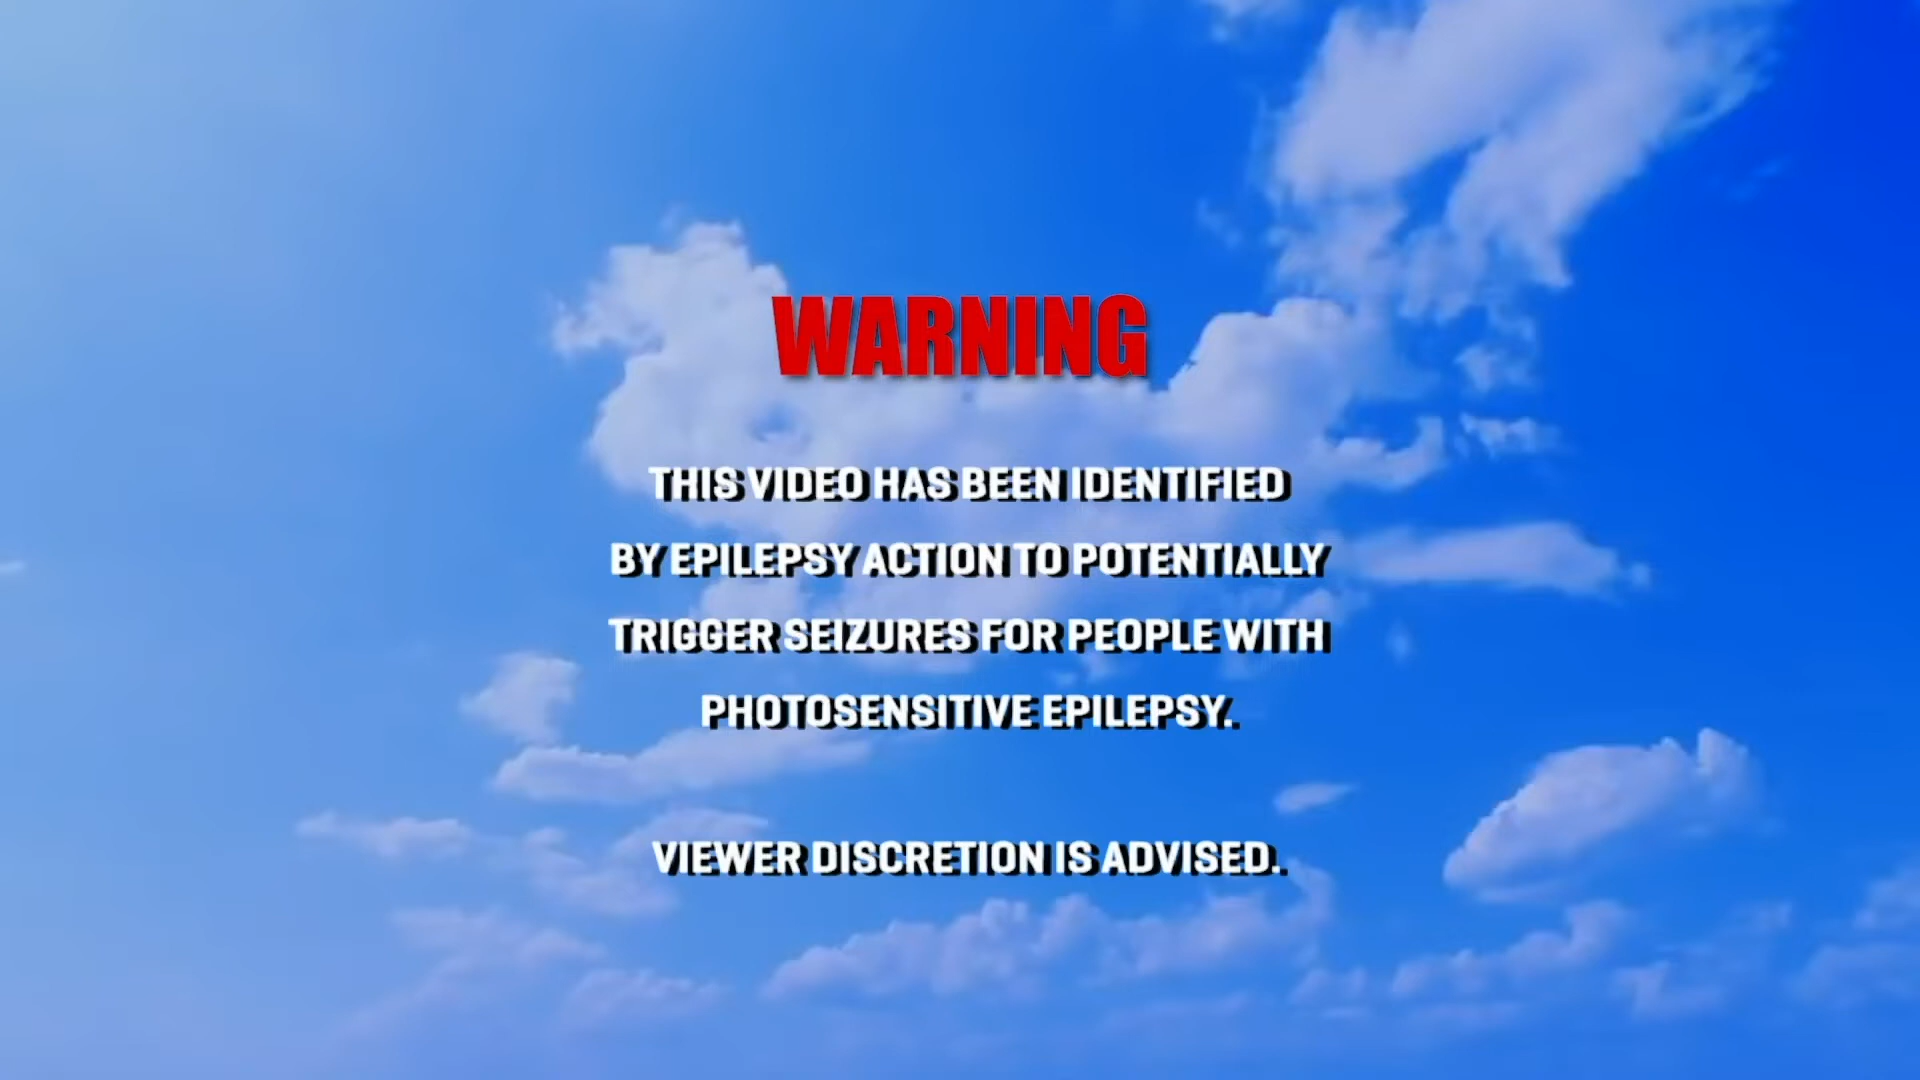 WARNING
THIS VIDEO HAS BEEN IDENTIFIED
BY EPILEPSY ACTION TO POTENTIALLY
TRIGGER SEIZURES FOR PEOPLE WITH
PHOTOSENSITIVE EPILEPSY.
VIEWER DISCRETION IS ADVISED.